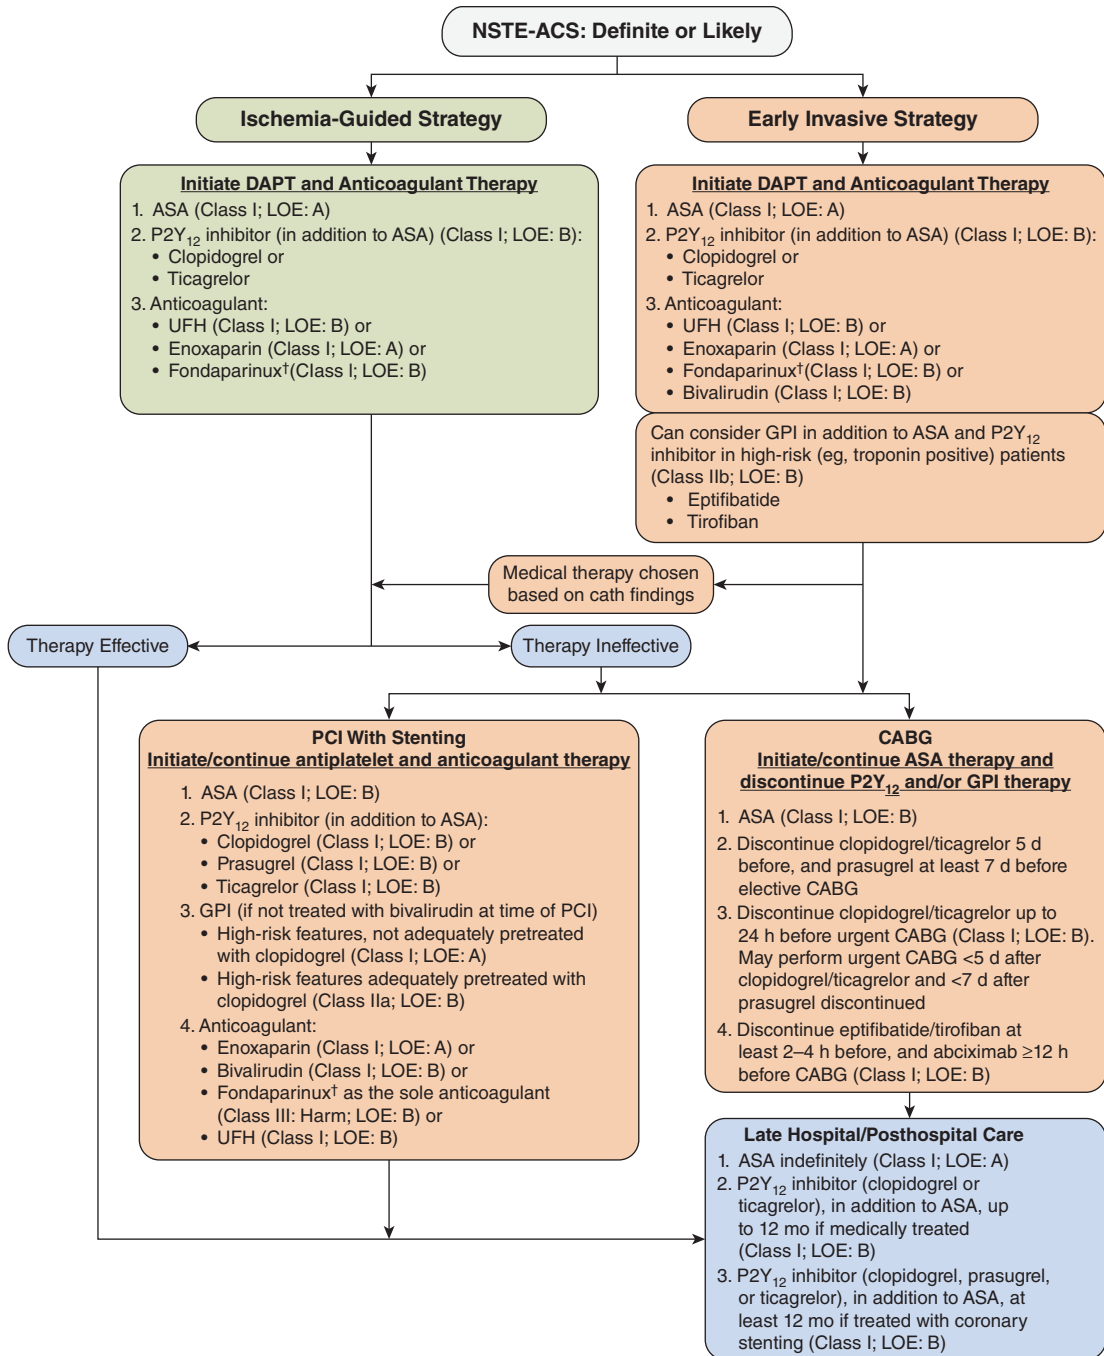 NSTE-ACS: Definite or Likely
Ischemia-Guided Strategy
Early Invasive Strategy
Initiate DAPT and Anticoagulant Therapy
1. ASA (Class I; LOE: A)
2. P2Y12 inhibitor (in addition to ASA) (Class I; LOE: B):
• Clopidogrel or
• Ticagrelor
3. Anticoagulant:
• UFH (Class I; LOE: B) or
• Enoxaparin (Class I; LOE: A) or
• Fondaparinux†(Class I; LOE: B)
Initiate DAPT and Anticoagulant Therapy
1. ASA (Class I; LOE: A)
2. P2Y12 inhibitor (in addition to ASA) (Class I; LOE: B):
• Clopidogrel or
• Ticagrelor
3. Anticoagulant:
• UFH (Class I; LOE: B) or
• Enoxaparin (Class I; LOE: A) or
• Fondaparinux†(Class I; LOE: B) or
• Bivalirudin (Class I; LOE: B)
Can consider GPI in addition to ASA and P2Y12
inhibitor in high-risk (eg, troponin positive) patients
(Class IIb; LOE: B)
• Eptifibatide
• Tirofiban
Medical therapy chosen
based on cath findings
Therapy Effective
Therapy Ineffective
PCI With Stenting
Initiate/continue antiplatelet and anticoagulant therapy
1. ASA (Class I; LOE: B)
2. P2Y12 inhibitor (in addition to ASA):
• Clopidogrel (Class I; LOE: B) or
• Prasugrel (Class I; LOE: B) or
• Ticagrelor (Class I; LOE: B)
3. GPI (if not treated with bivalirudin at time of PCI)
• High-risk features, not adequately pretreated
with clopidogrel (Class I; LOE: A)
• High-risk features adequately pretreated with
clopidogrel (Class IIa; LOE: B)
4. Anticoagulant:
• Enoxaparin (Class I; LOE: A) or
• Bivalirudin (Class I; LOE: B) or
• Fondaparinux† as the sole anticoagulant
(Class III: Harm; LOE: B) or
• UFH (Class I; LOE: B)
CABG
Initiate/continue ASA therapy and
discontinue P2Y12 and/or GPI therapy
1. ASA (Class I; LOE: B)
2. Discontinue clopidogrel/ticagrelor 5 d
before, and prasugrel at least 7 d before
elective CABG
3. Discontinue clopidogrel/ticagrelor up to
24 h before urgent CABG (Class I; LOE: B).
May perform urgent CABG <5 d after
clopidogrel/ticagrelor and <7 d after
prasugrel discontinued
4. Discontinue eptifibatide/tirofiban at
least 2–4 h before, and abciximab ≥12 h
before CABG (Class I; LOE: B)
Late Hospital/Posthospital Care
1. ASA indefinitely (Class I; LOE: A)
2. P2Y12 inhibitor (clopidogrel or
ticagrelor), in addition to ASA, up
to 12 mo if medically treated
(Class I; LOE: B)
3. P2Y12 inhibitor (clopidogrel, prasugrel,
or ticagrelor), in addition to ASA, at
least 12 mo if treated with coronary
stenting (Class I; LOE: B)